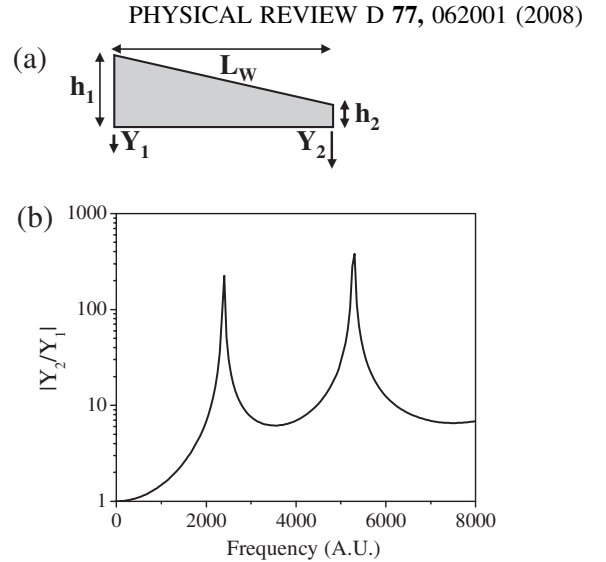 PHYSICAL REVIEW D 77, 062001 (2008)
(a)
L_W
h_1
h_2
Y_1
Y_2
(b)
1000
100
10
1
|Y_2/Y_1|
0 2000 4000 6000 8000
Frequency (A.U.)